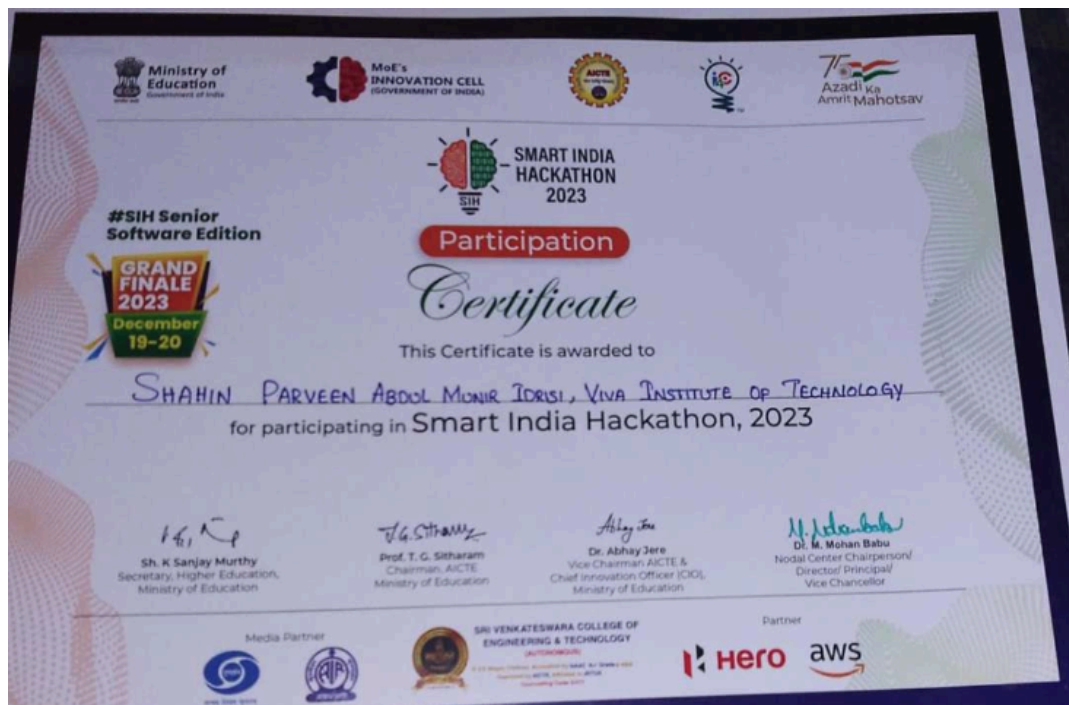 Ministry of
Education
Government of India
MoE's
INNOVATION CELL
(GOVERNMENT OF INDIA)
AICTE
75
Azadi Ka
Amrit Mahotsav
SMART INDIA
HACKATHON
2023
SIH
#SIH Senior
Software Edition
Participation
GRAND
FINALE
2023
December
19-20
Certificate
This Certificate is awarded to
SHAHIN PARVEEN ABDUL MUNIR IDRISI, VIVA INSTITUTE OF TECHNOLOGY
for participating in Smart India Hackathon, 2023
Sh. K Sanjay Murthy
Secretary, Higher Education,
Ministry of Education
T.G. Sitharam
Prof. T. G. Sitharam
Chairman, AICTE
Ministry of Education
Abhay Jere
Dr. Abhay Jere
Vice Chairman AICTE &
Chief Innovation Officer (CIO),
Ministry of Education
Dr. M. Mohan Babu
Nodal Center Chairperson/
Director/ Principal/
Vice Chancellor
Media Partner
SRI VENKATESWARA COLLEGE OF
ENGINEERING & TECHNOLOGY
(AUTONOMOUS)
Partner
Hero
aws